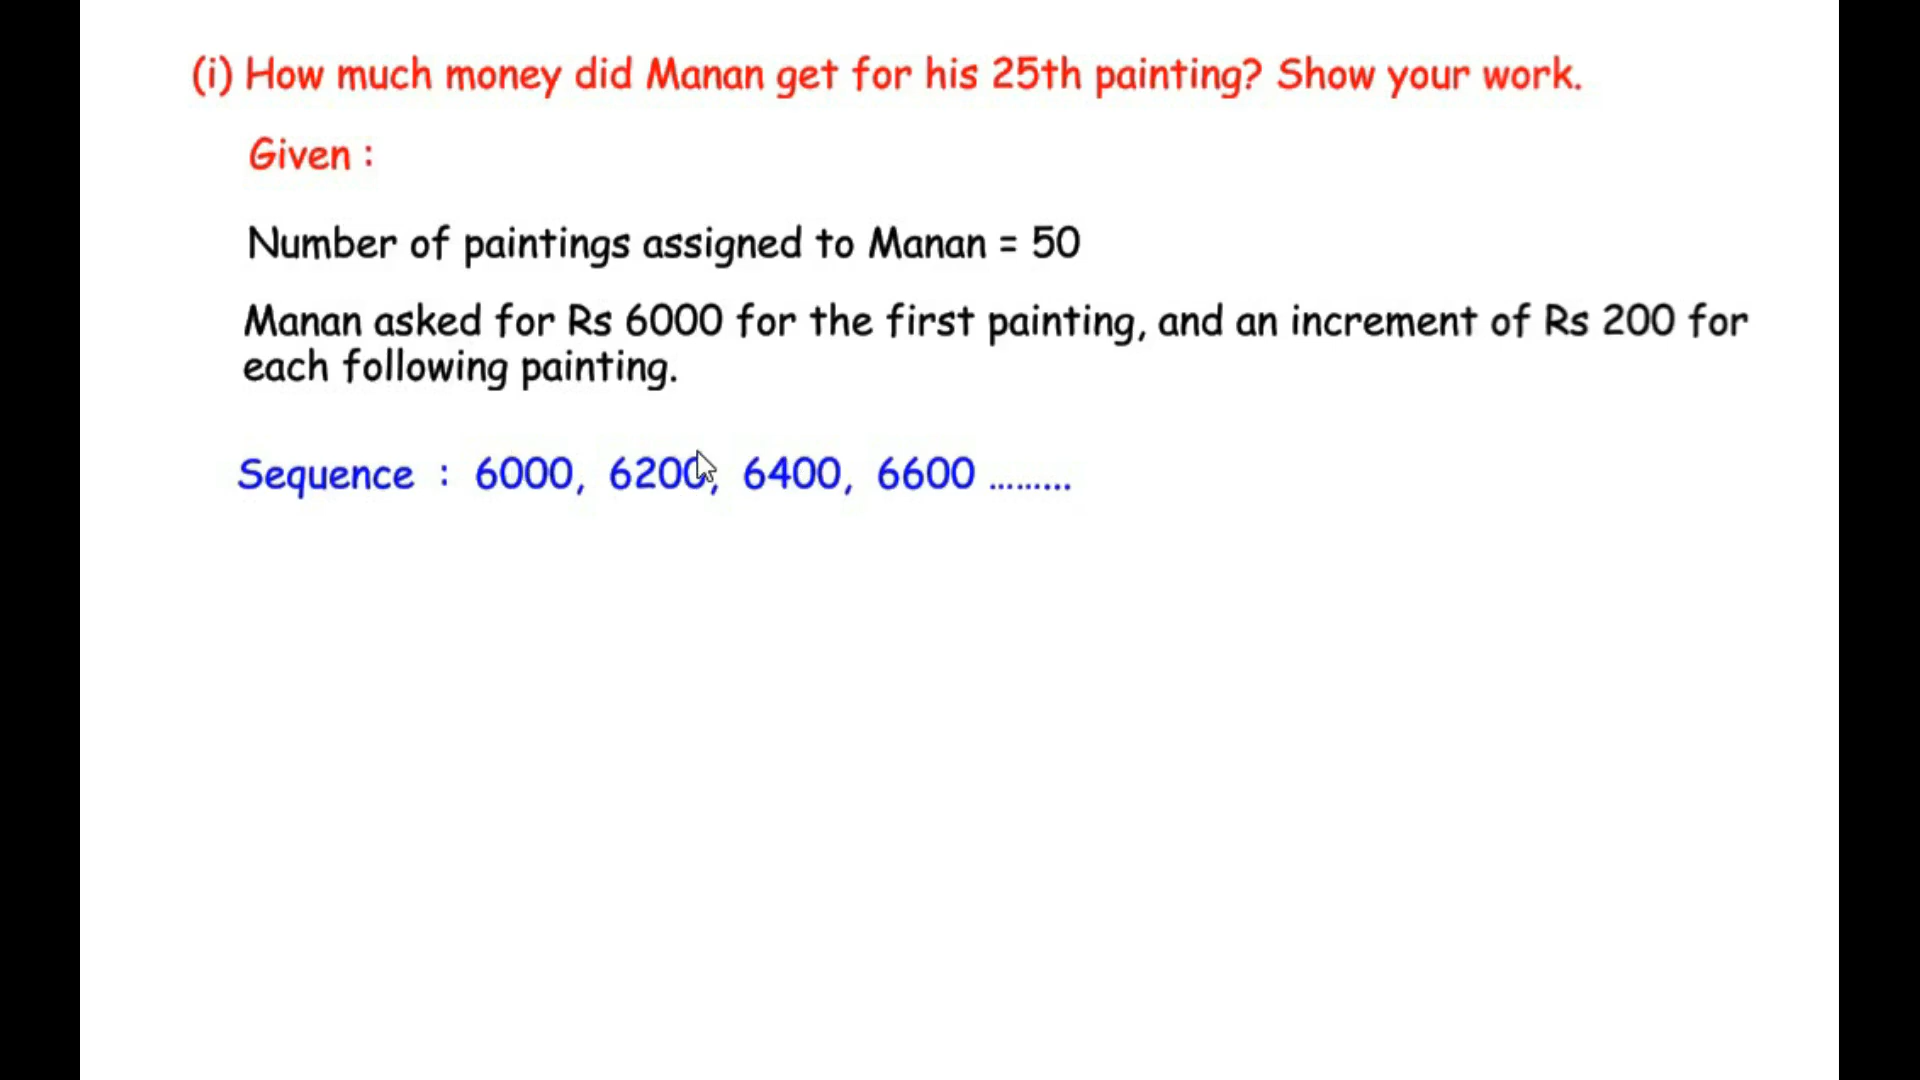 (i) How much money did Manan get for his 25th painting? Show your work.
Given :
Number of paintings assigned to Manan = 50
Manan asked for Rs 6000 for the first painting, and an increment of Rs 200 for
each following painting.
Sequence : 6000, 6200, 6400, 6600 .........